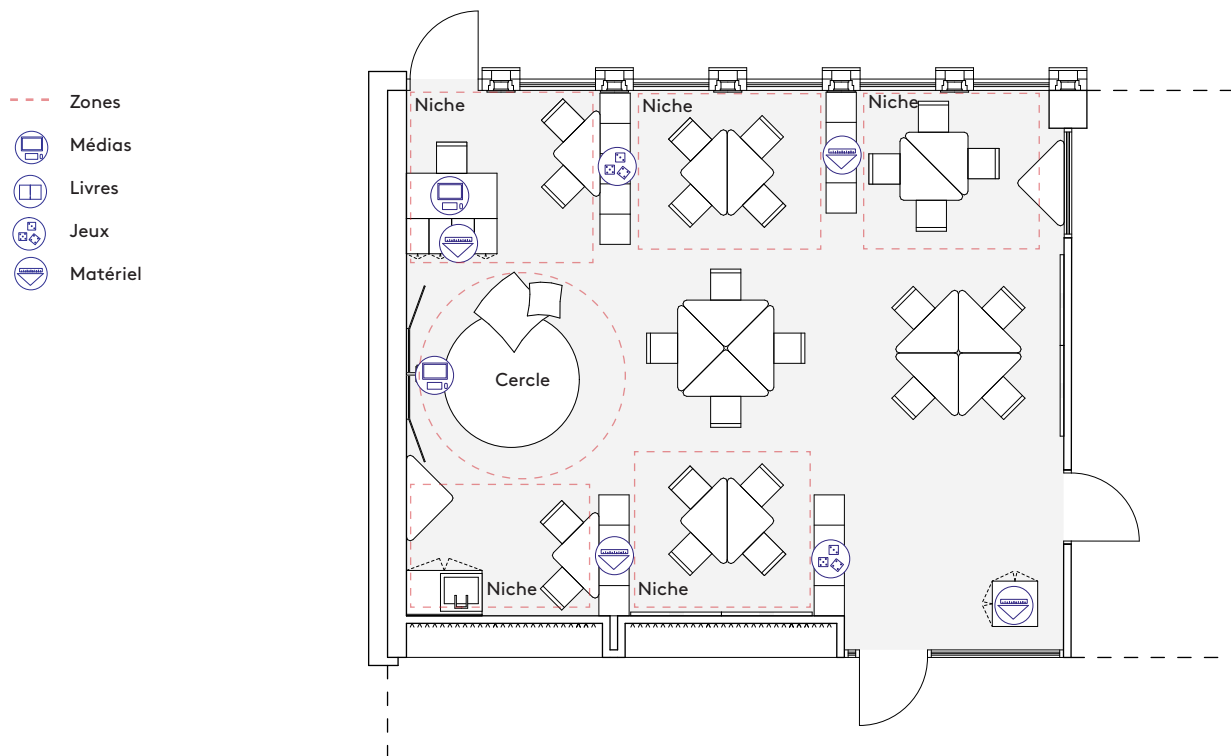 Zones
Médias
Livres
Jeux
Matériel
Niche
Niche
Niche
Cercle
Niche
Niche